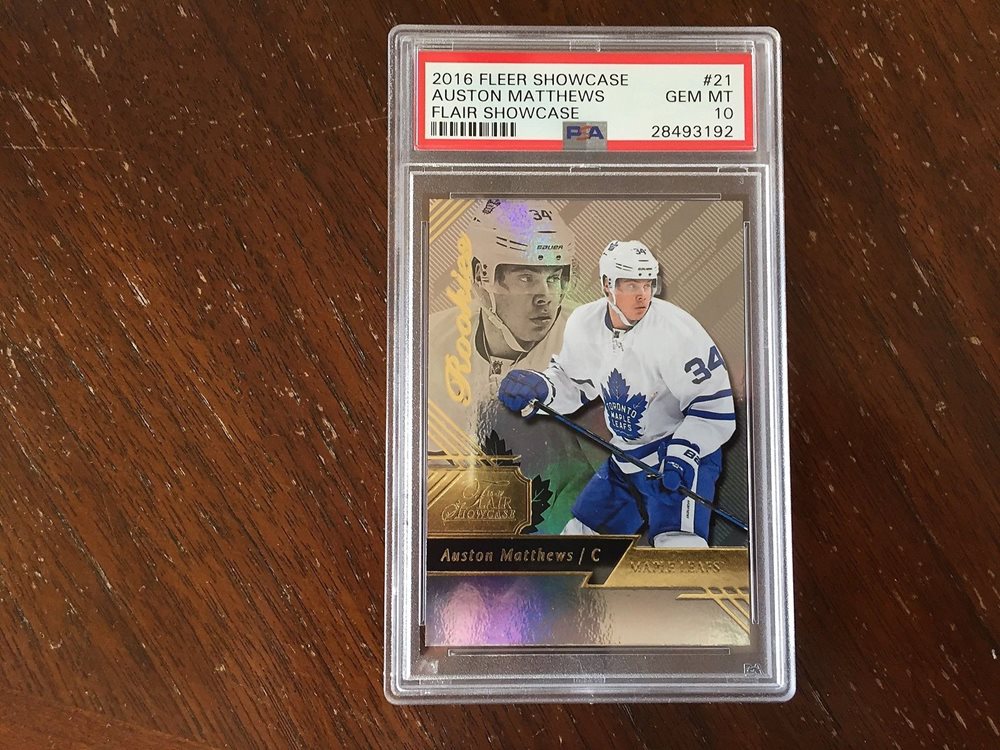 2016 FLEER SHOWCASE #21
AUSTON MATTHEWS GEM MT
FLAIR SHOWCASE 10
PSA 28493192
34
BAUER
34
Rookies
34
TORONTO
MAPLE
LEAFS
FLAIR
SHOWCASE
Auston Matthews / C
MAPLE LEAFS